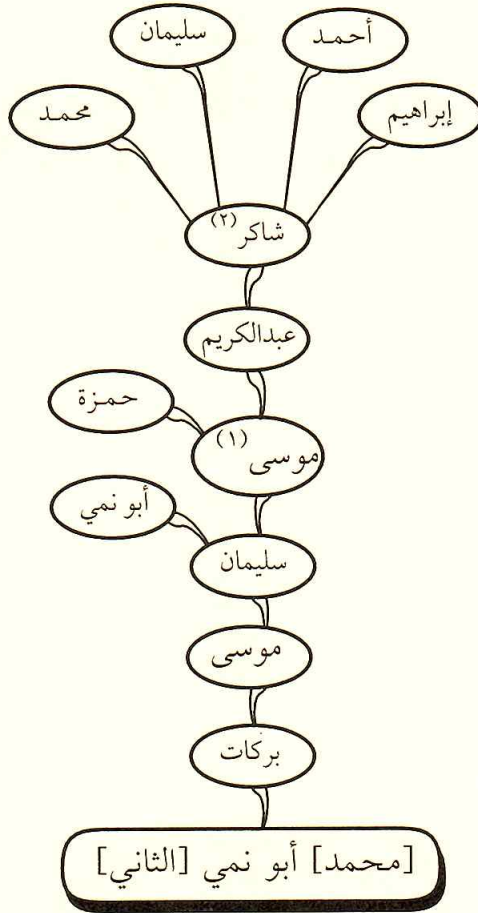 أحمد
سليمان
إبراهيم
محمد
شاكر (٢)
عبدالكريم
حمزة
موسى (١)
أبو نمي
سليمان
موسى
بركات
[محمد] أبو نمي [الثاني]